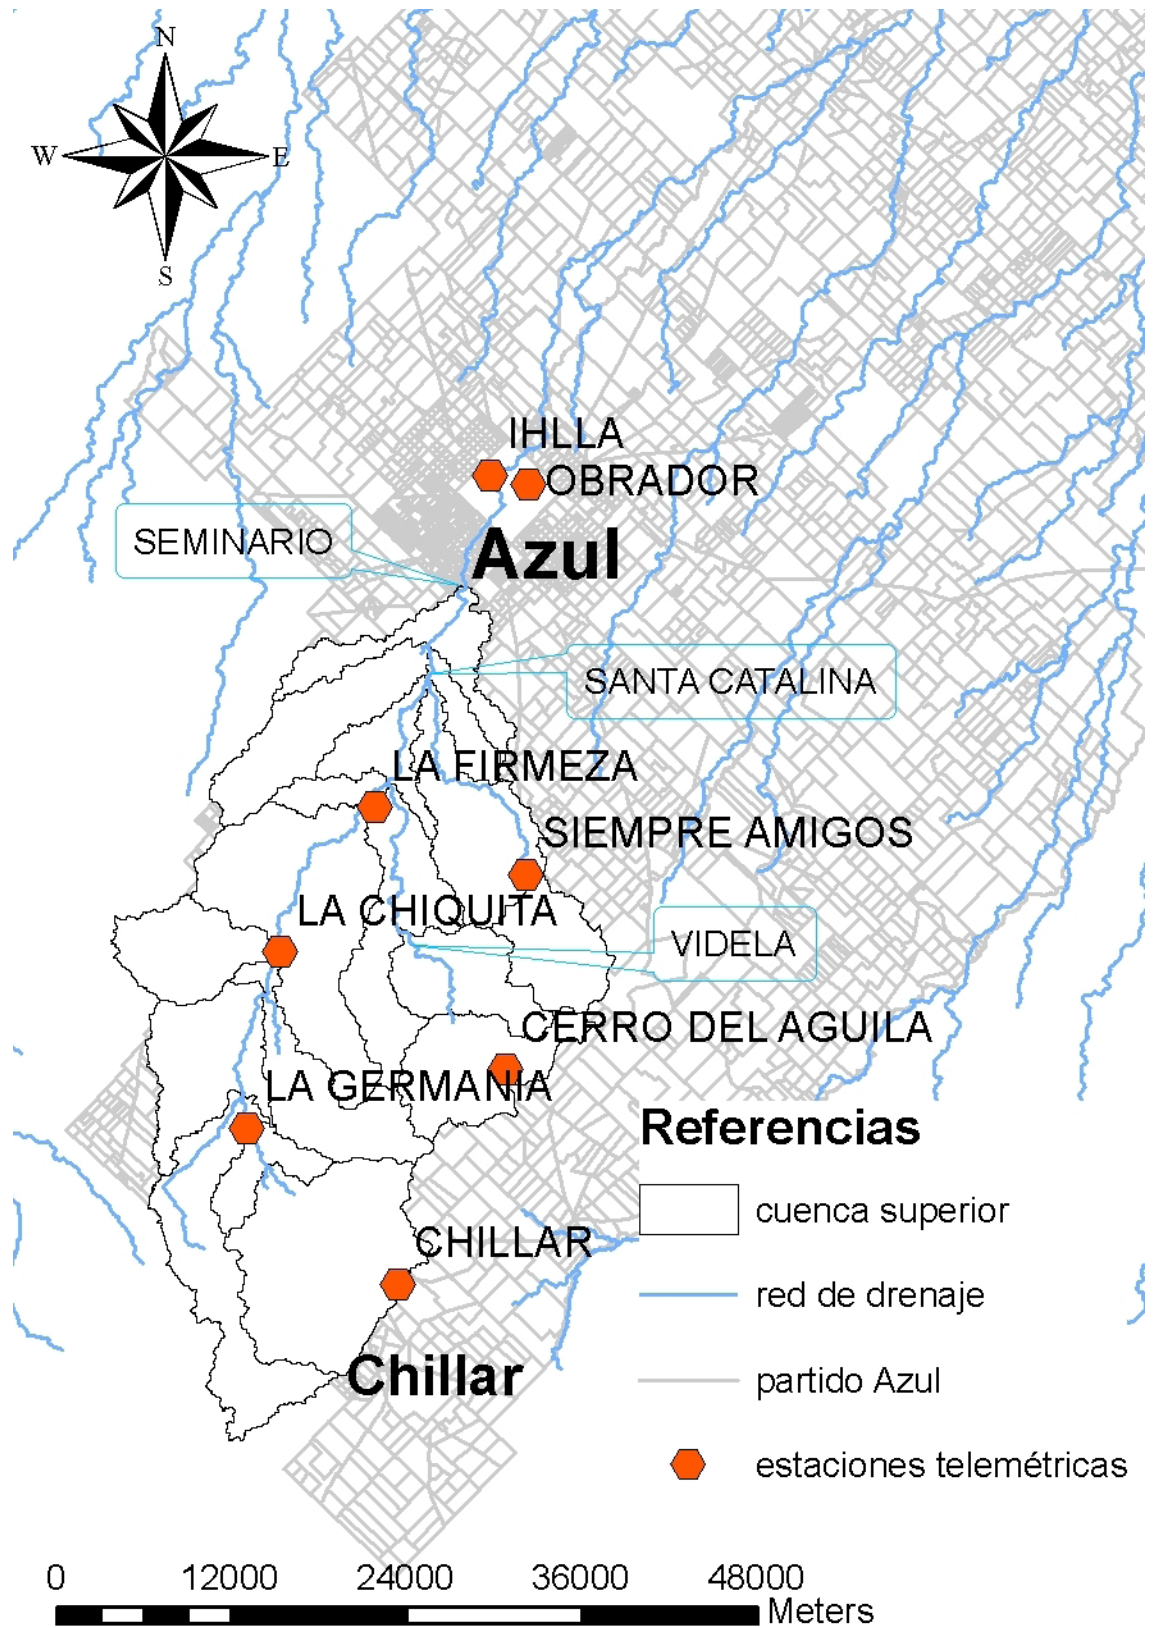 N
W
E
S
IHLLA
OBRADOR
SEMINARIO
Azul
SANTA CATALINA
LA FIRMEZA
SIEMPRE AMIGOS
LA CHIQUITA
VIDELA
CERRO DEL AGUILA
LA GERMANIA
Referencias
cuenca superior
CHILLAR
red de drenaje
Chillar
partido Azul
estaciones telemétricas
0 12000 24000 36000 48000
Meters